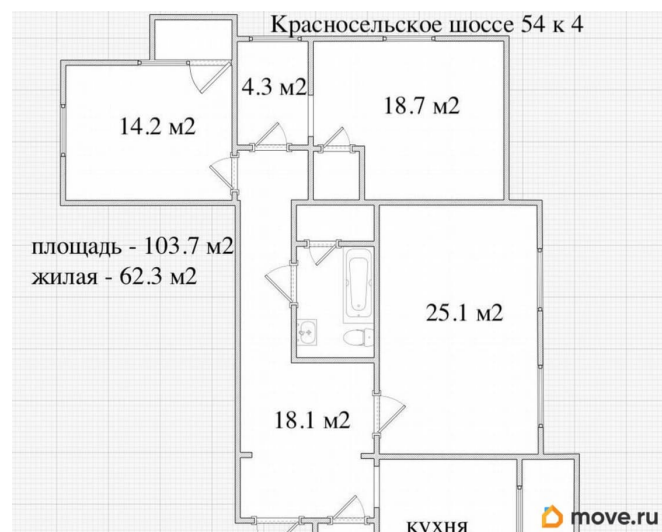 Красносельское шоссе 54 к 4
4.3 м2
18.7 м2
14.2 м2
площадь - 103.7 м2
жилая - 62.3 м2
25.1 м2
18.1 м2
кухня
move.ru